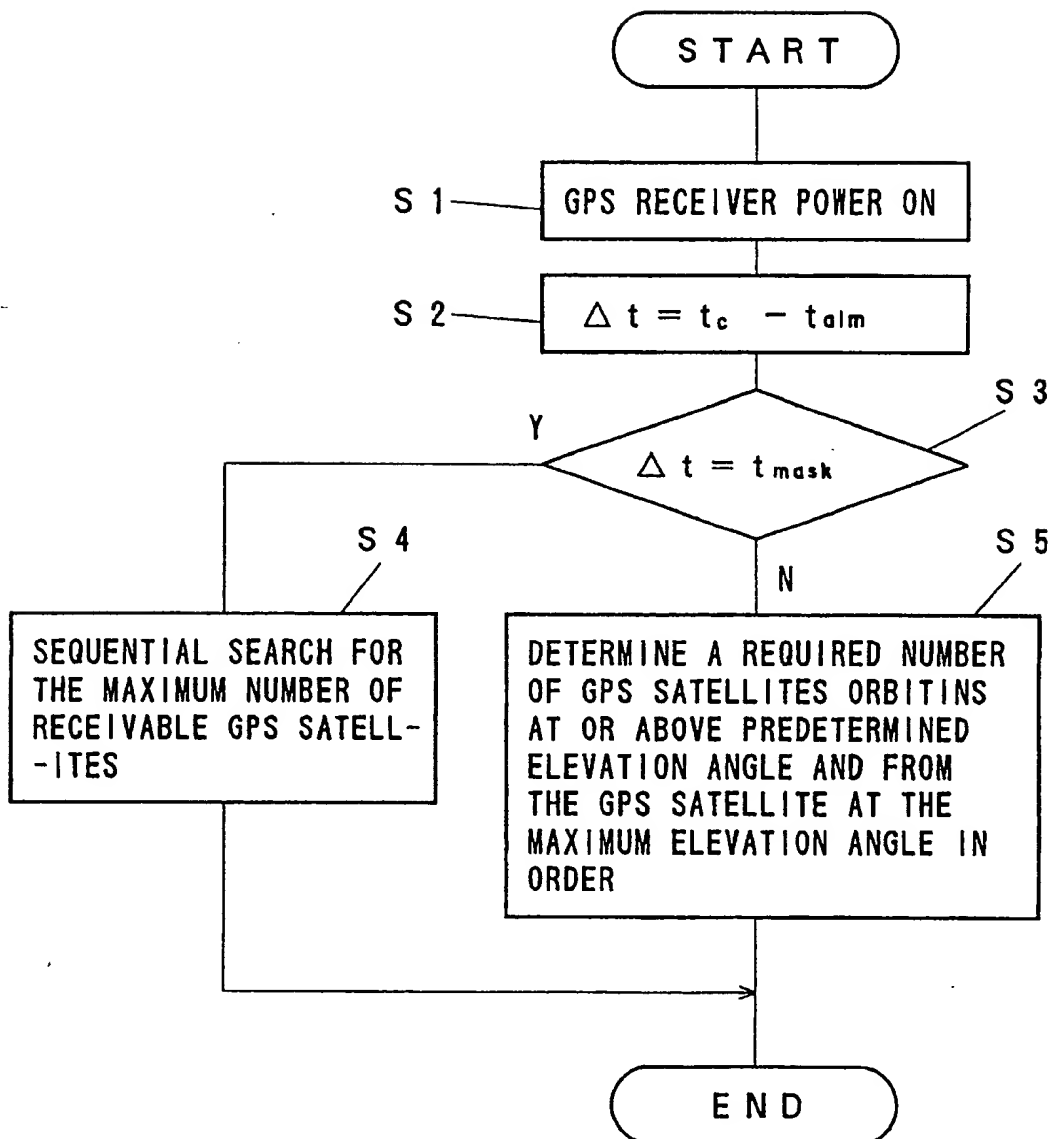 START
S 1
GPS RECEIVER POWER ON
S 2
Δ t = tc - talm
S 3
Y
Δ t = tmask
S 4
S 5
N
SEQUENTIAL SEARCH FOR
THE MAXIMUM NUMBER OF
RECEIVABLE GPS SATELL-
-ITES
DETERMINE A REQUIRED NUMBER
OF GPS SATELLITES ORBITINS
AT OR ABOVE PREDETERMINED
ELEVATION ANGLE AND FROM
THE GPS SATELLITE AT THE
MAXIMUM ELEVATION ANGLE IN
ORDER
END